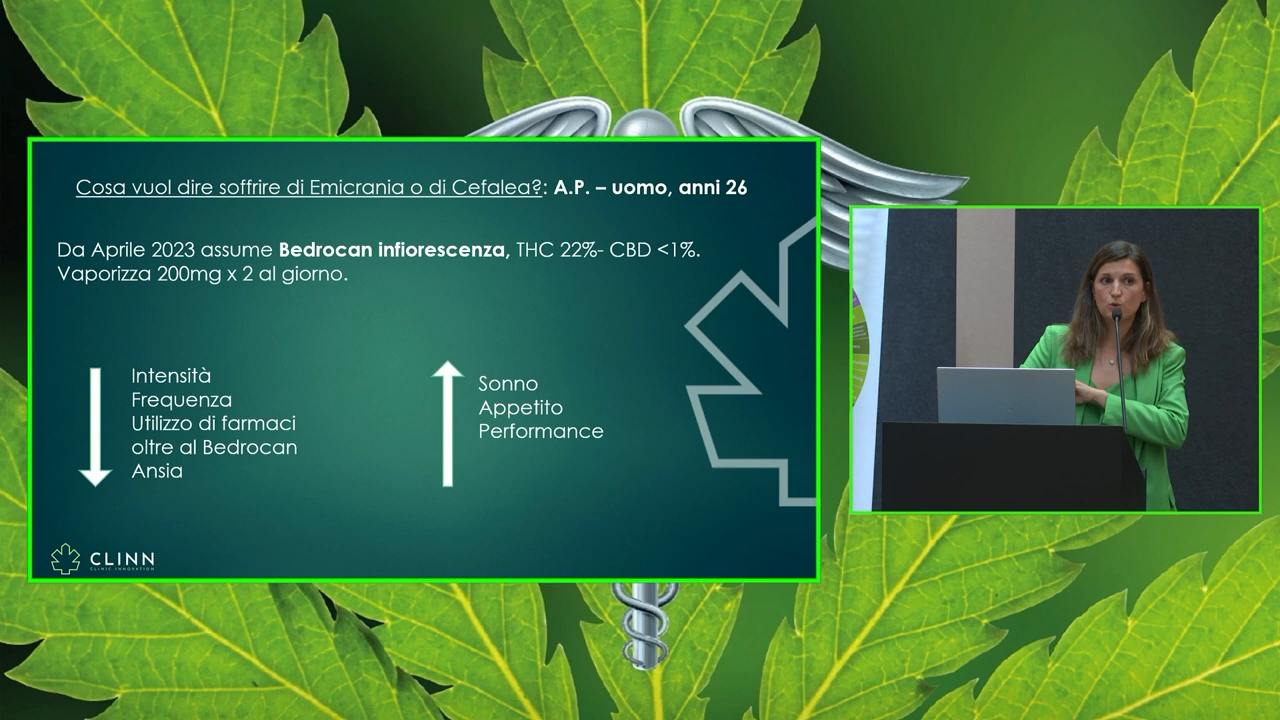 Cosa vuol dire soffrire di Emicrania o di Cefalea?: A.P. – uomo, anni 26
Da Aprile 2023 assume Bedrocan infiorescenza, THC 22%- CBD <1%.
Vaporizza 200mg x 2 al giorno.
Intensità
Frequenza
Utilizzo di farmaci
oltre al Bedrocan
Ansia
Sonno
Appetito
Performance
CLINN
CLINIC INNOVATION